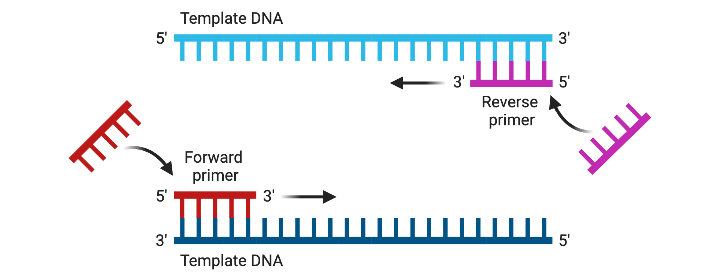 Template DNA
5'
3'
3'
5'
Reverse
primer
Forward
primer
5'
3'
3'
5'
Template DNA